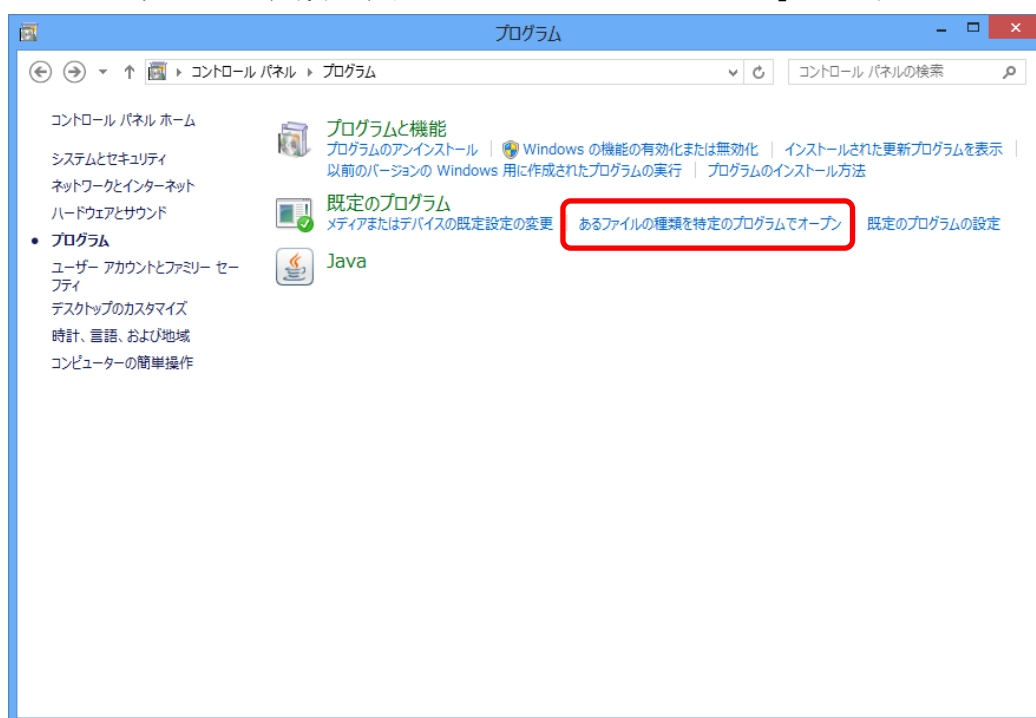 プログラム
コントロール パネル ▸ プログラム
コントロール パネルの検索
コントロール パネル ホーム
システムとセキュリティ
ネットワークとインターネット
ハードウェアとサウンド
プログラム
ユーザー アカウントとファミリー セー
フティ
デスクトップのカスタマイズ
時計、言語、および地域
コンピューターの簡単操作
プログラムと機能
プログラムのアンインストール
Windows の機能の有効化または無効化
インストールされた更新プログラムを表示
以前のバージョンの Windows 用に作成されたプログラムの実行
プログラムのインストール方法
既定のプログラム
メディアまたはデバイスの既定設定の変更
あるファイルの種類を特定のプログラムでオープン
既定のプログラムの設定
Java